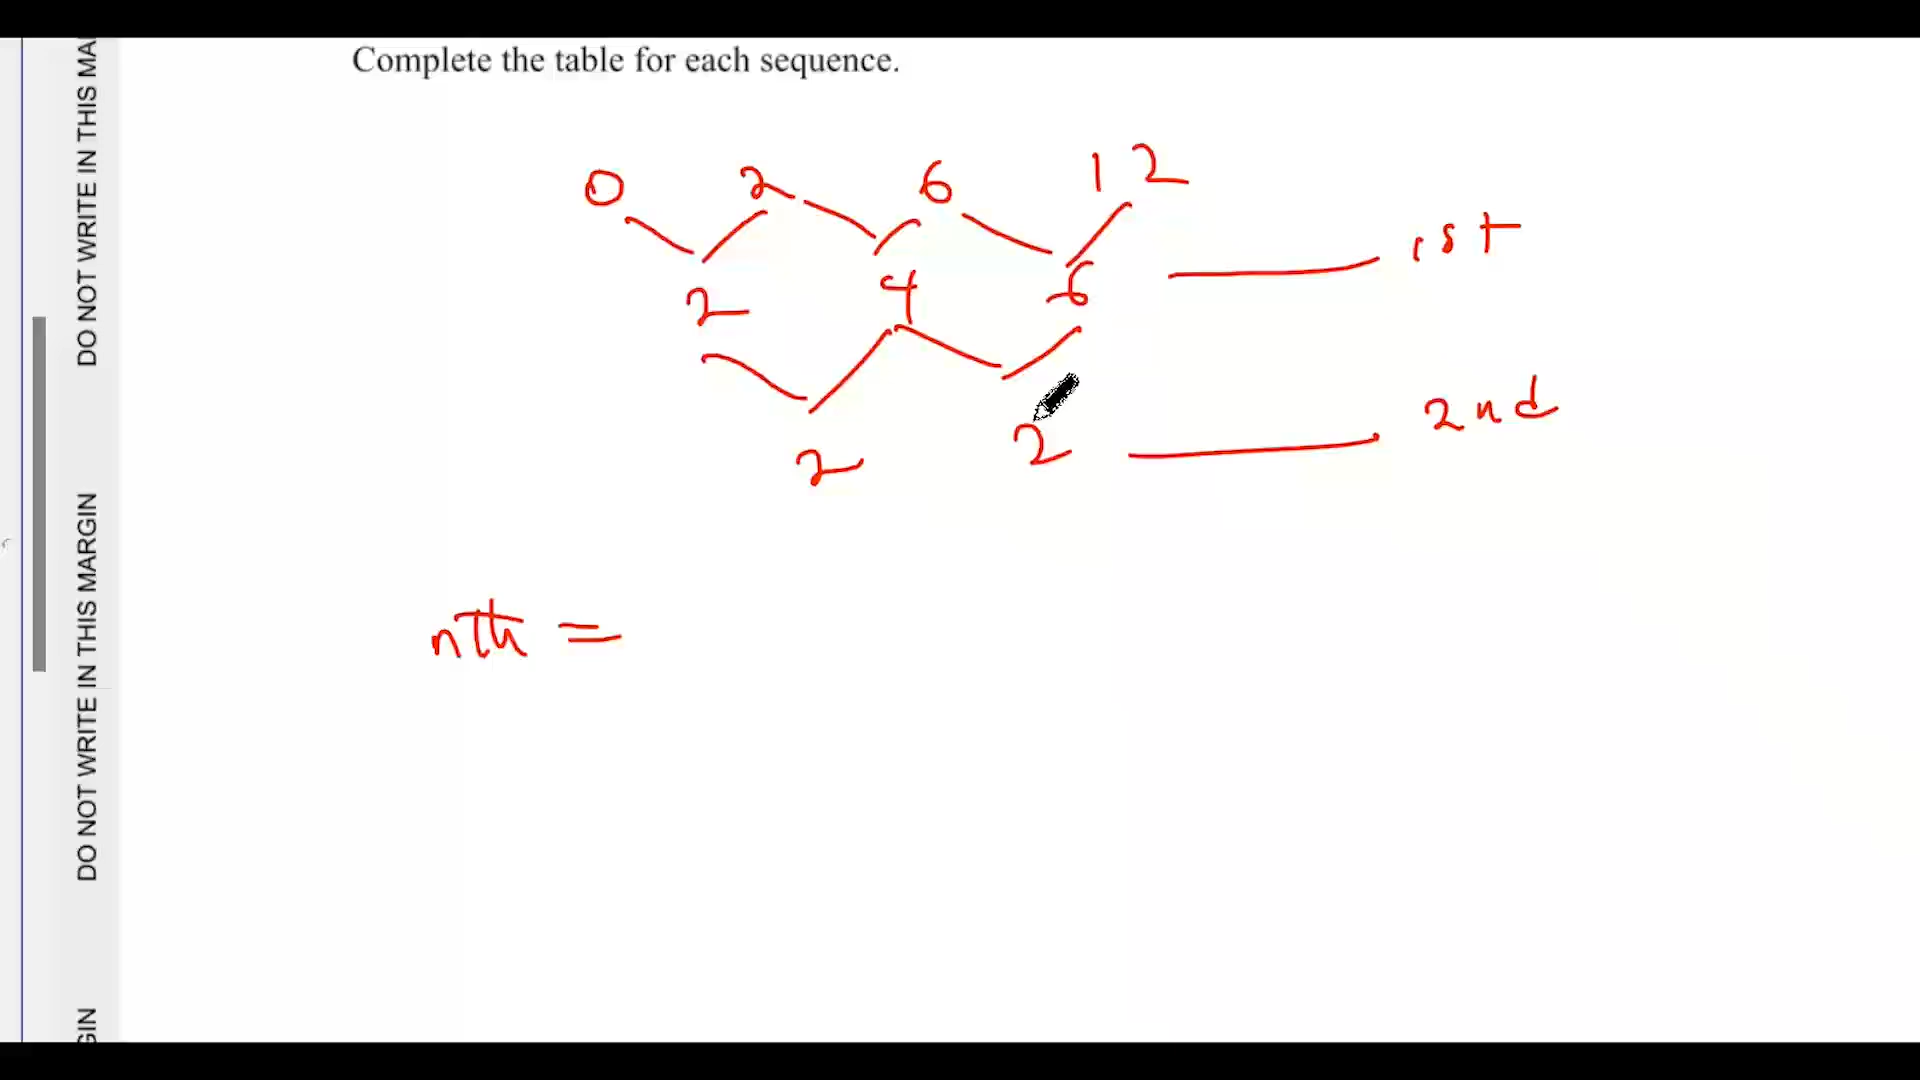 Complete the table for each sequence.
0 2 6 12
2 4 6 1st
2 2 2nd
nth =
DO NOT WRITE IN THIS MA
DO NOT WRITE IN THIS MARGIN
GIN